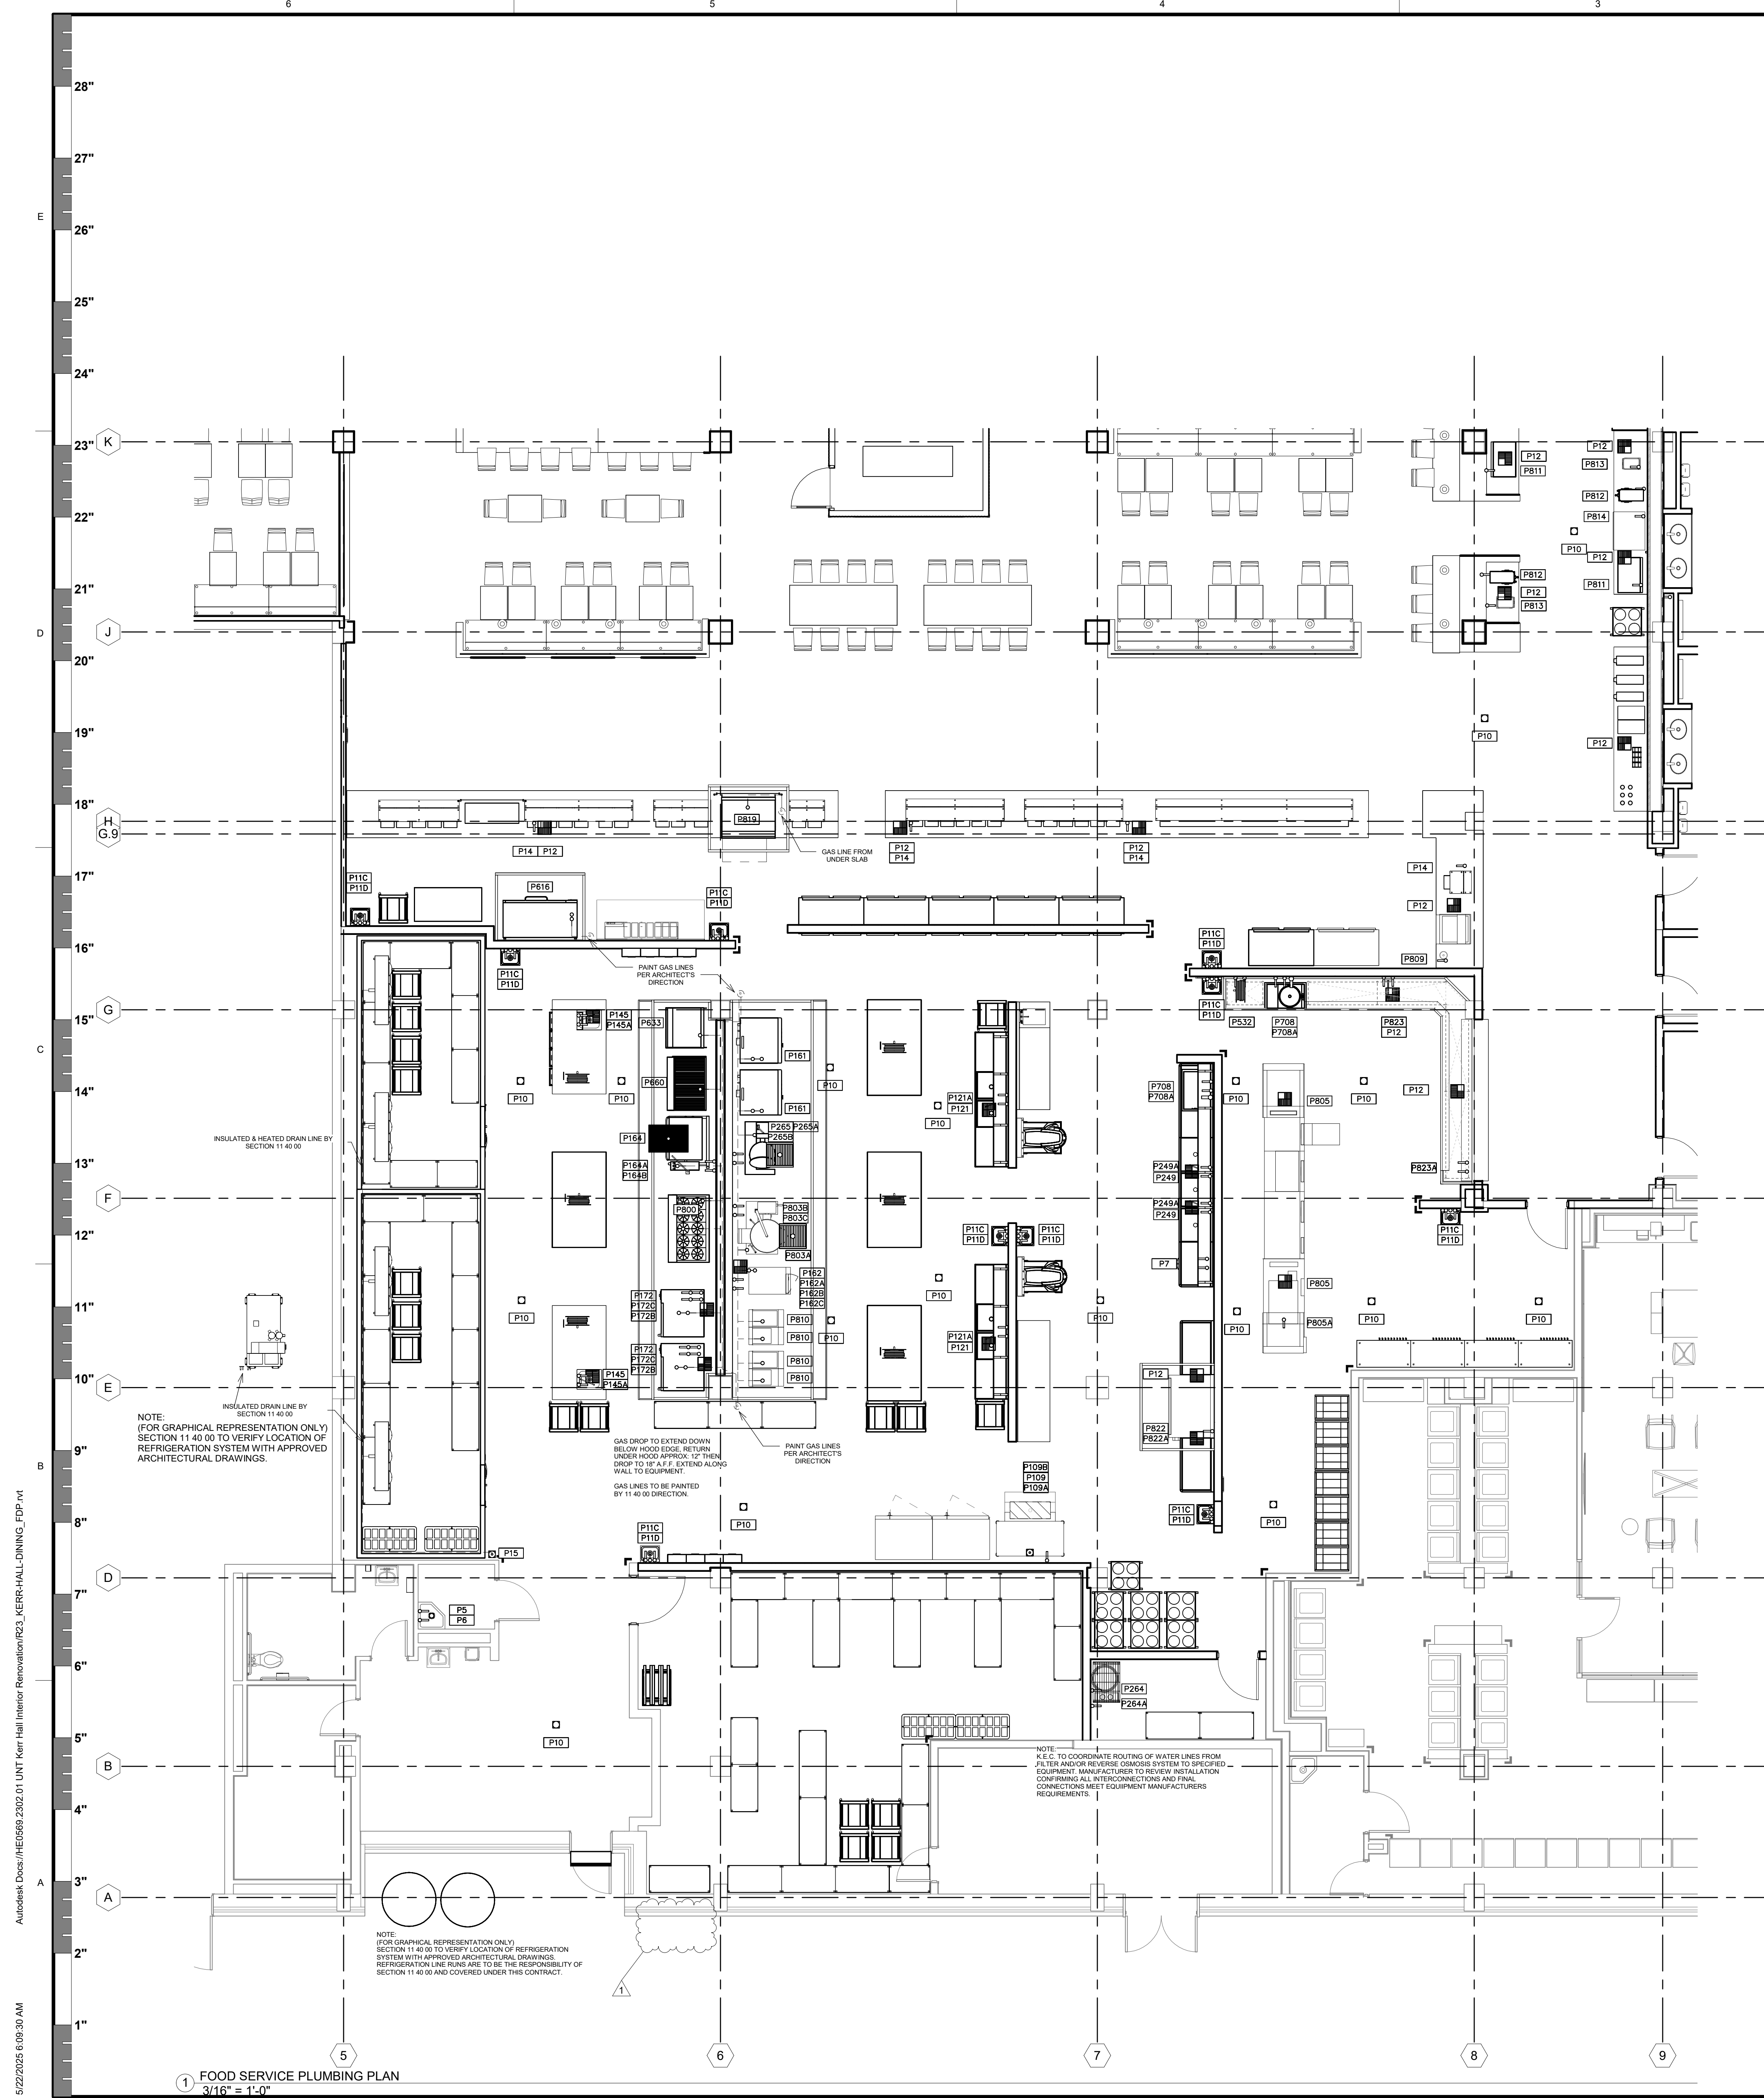 6
5
4
3
28"
27"
E
26"
25"
24"
K
23"
P12
P813
P12
P811
P812
22"
P814
P10
P12
21"
P812
P811
P12
P813
D
J
20"
19"
P10
P12
18"
H
G.9
P819
P14 P12
GAS LINE FROM
UNDER SLAB
P12
P14
P12
P14
17"
P11C
P11D
P616
P11C
P11D
P14
P12
16"
P11C
P11D
P809
P11C
P11D
PAINT GAS LINES
PER ARCHITECT'S
DIRECTION
G
15"
P11C
P11D
P145
P145A
P633
P532
P708
P708A
P823
P12
C
P161
P660
P10
14"
P10
P10
P161
P121A
P121
P10
P708
P708A
P10
P805
P10
P12
INSULATED & HEATED DRAIN LINE BY
SECTION 11 40 00
P164
P265 P265A
P265B
13"
P164A
P164B
P249A
P249
P823A
F
P800
P803B
P803C
P249A
P249
12"
P803A
P11C
P11D
P11C
P11D
P11C
P11D
P7
P162
P162A
P162B
P162C
P10
P805
11"
P172
P172C
P172B
P10
P810
P810
P10
P10
P10
P805A
P10
P10
P121A
P121
P172
P172C
P172B
P810
P810
10"
P145
P145A
P12
E
INSULATED DRAIN LINE BY
SECTION 11 40 00
NOTE:
(FOR GRAPHICAL REPRESENTATION ONLY)
SECTION 11 40 00 TO VERIFY LOCATION OF
REFRIGERATION SYSTEM WITH APPROVED
ARCHITECTURAL DRAWINGS.
P822
P822A
9"
B
GAS DROP TO EXTEND DOWN
BELOW HOOD EDGE, RETURN
UNDER HOOD APPROX: 12" THEN
DROP TO 18" A.F.F. EXTEND ALONG
WALL TO EQUIPMENT.
GAS LINES TO BE PAINTED
BY 11 40 00 DIRECTION.
PAINT GAS LINES
PER ARCHITECT'S
DIRECTION
P109B
P109
P109A
8"
P11C
P11D
P10
P11C
P11D
P10
P15
D
7"
P5
P6
6"
P264
P264A
5"
P10
NOTE:
K.E.C. TO COORDINATE ROUTING OF WATER LINES FROM
FILTER AND/OR REVERSE OSMOSIS SYSTEM TO SPECIFIED
EQUIPMENT. MANUFACTURER TO REVIEW INSTALLATION
CONFIRMING ALL INTERCONNECTIONS AND FINAL
CONNECTIONS MEET EQUIIPMENT MANUFACTURERS
REQUIREMENTS.
B
4"
A
3"
A
2"
NOTE:
(FOR GRAPHICAL REPRESENTATION ONLY)
SECTION 11 40 00 TO VERIFY LOCATION OF REFRIGERATION
SYSTEM WITH APPROVED ARCHITECTURAL DRAWINGS.
REFRIGERATION LINE RUNS ARE TO BE THE RESPONSIBILITY OF
SECTION 11 40 00 AND COVERED UNDER THIS CONTRACT.
1
1"
5
6
7
8
9
1 FOOD SERVICE PLUMBING PLAN
3/16" = 1'-0"
Autodesk Docs://HE0569.2302.01 UNT Kerr Hall Interior Renovation/R23_KERR-HALL-DINING_FDP.rvt
5/22/2025 6:09:30 AM